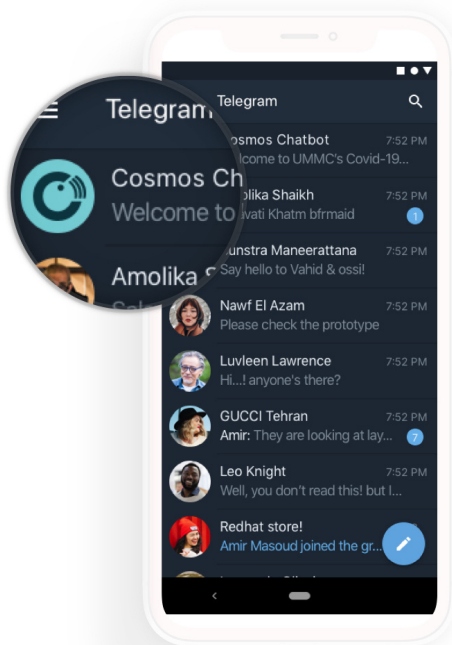 Telegram
Telegram
Cosmos Ch
Welcome to
Amolika
osmos Chatbot 7:52 PM
lcome to UMMC's Covid-19...
olika Shaikh 7:52 PM
vati Khatm bfrmaid 1
unstra Maneerattana 7:52 PM
Say hello to Vahid & ossi!
Nawf El Azam 7:52 PM
Please check the prototype
Luvleen Lawrence 7:52 PM
Hi...! anyone's there?
GUCCI Tehran 7:52 PM
Amir: They are looking at lay... 7
Leo Knight 7:52 PM
Well, you don't read this! but I...
Redhat store!
Amir Masoud joined the gr...